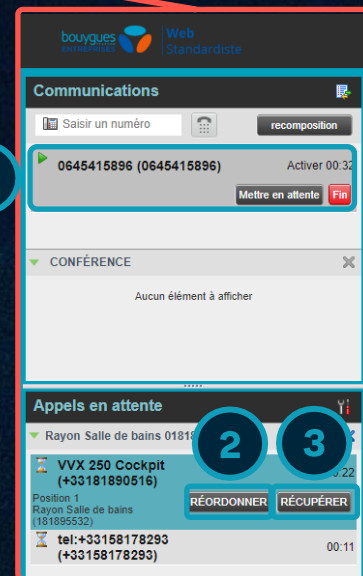 bouygues
ENTREPRISES
Web
Standardiste
Communications
Saisir un numéro
recomposition
0645415896 (0645415896)
Activer 00:32
Mettre en attente
Fin
CONFÉRENCE
Aucun élément à afficher
Appels en attente
Rayon Salle de bains 01818
2
3
VVX 250 Cockpit
(+33181890516)
:22
Position 1
Rayon Salle de bains
(181895532)
RÉORDONNER
RÉCUPÉRER
tel:+33158178293
(+33158178293)
00:11